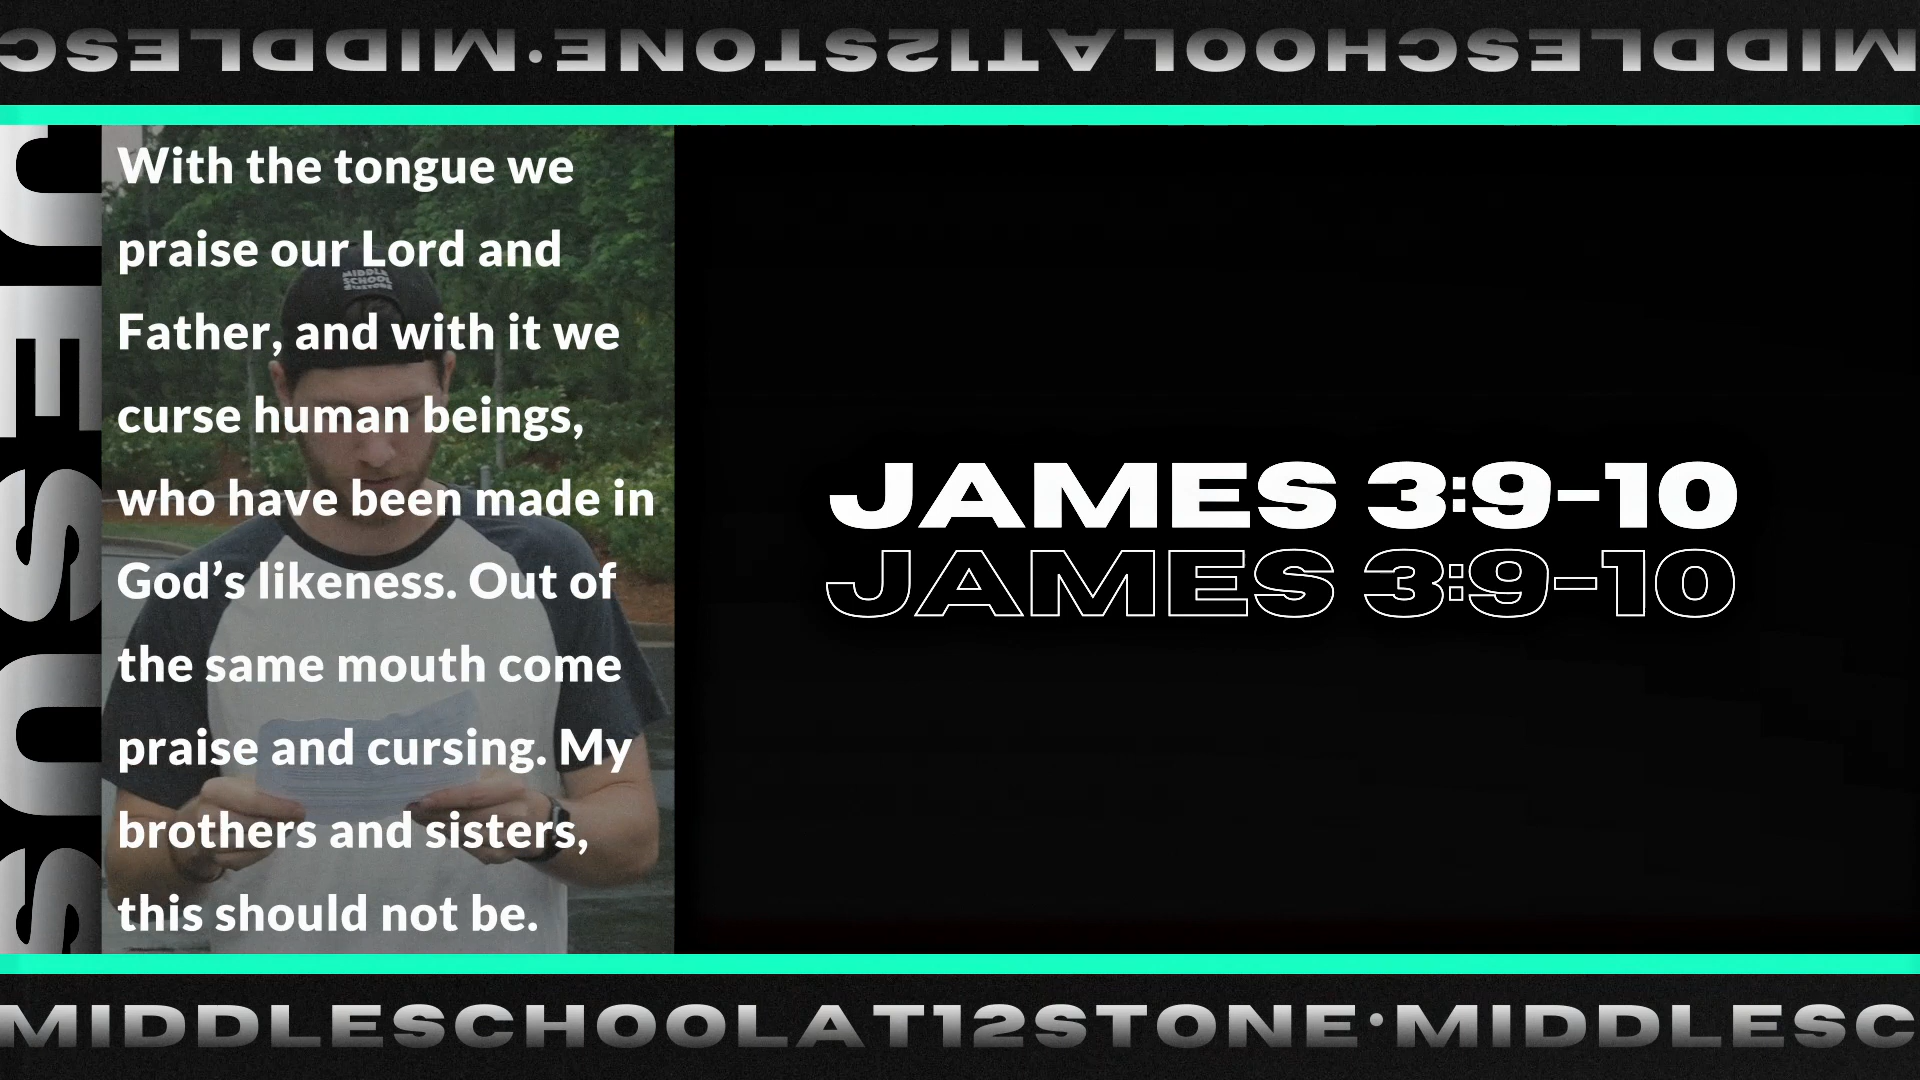 MIDDLESCHOOLAT12STONE•MIDDLESC
With the tongue we
praise our Lord and
Father, and with it we
curse human beings,
who have been made in
God’s likeness. Out of
the same mouth come
praise and cursing. My
brothers and sisters,
this should not be.
MIDDLE
SCHOOL
JAMES 3:9-10
JAMES 3:9-10
MIDDLESCHOOLAT12STONE•MIDDLESC